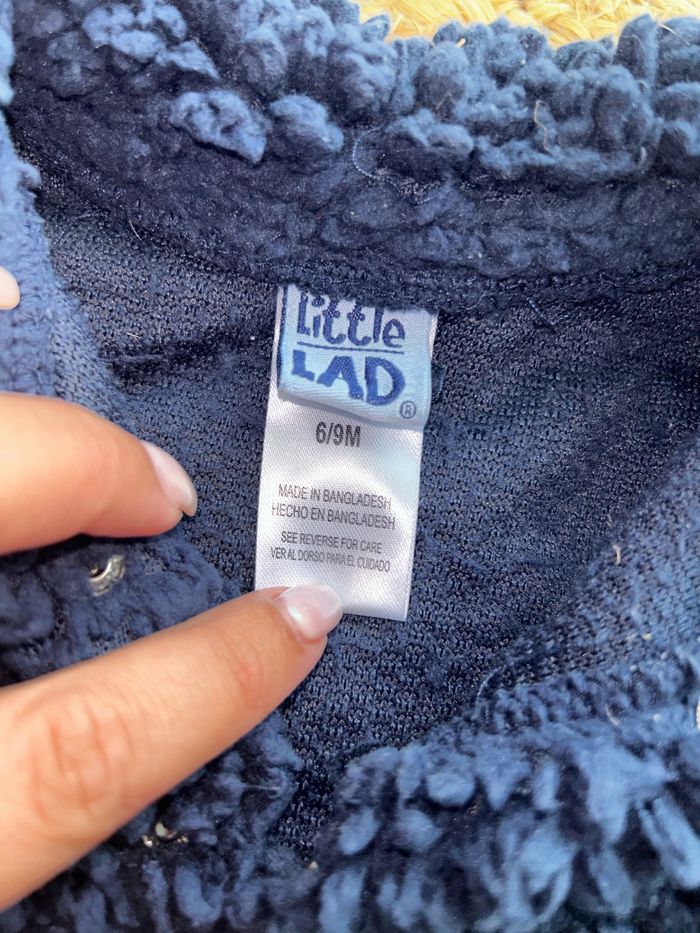 Little
LAD
®
6/9M
MADE IN BANGLADESH
HECHO EN BANGLADESH
SEE REVERSE FOR CARE
VER AL DORSO PARA EL CUIDADO